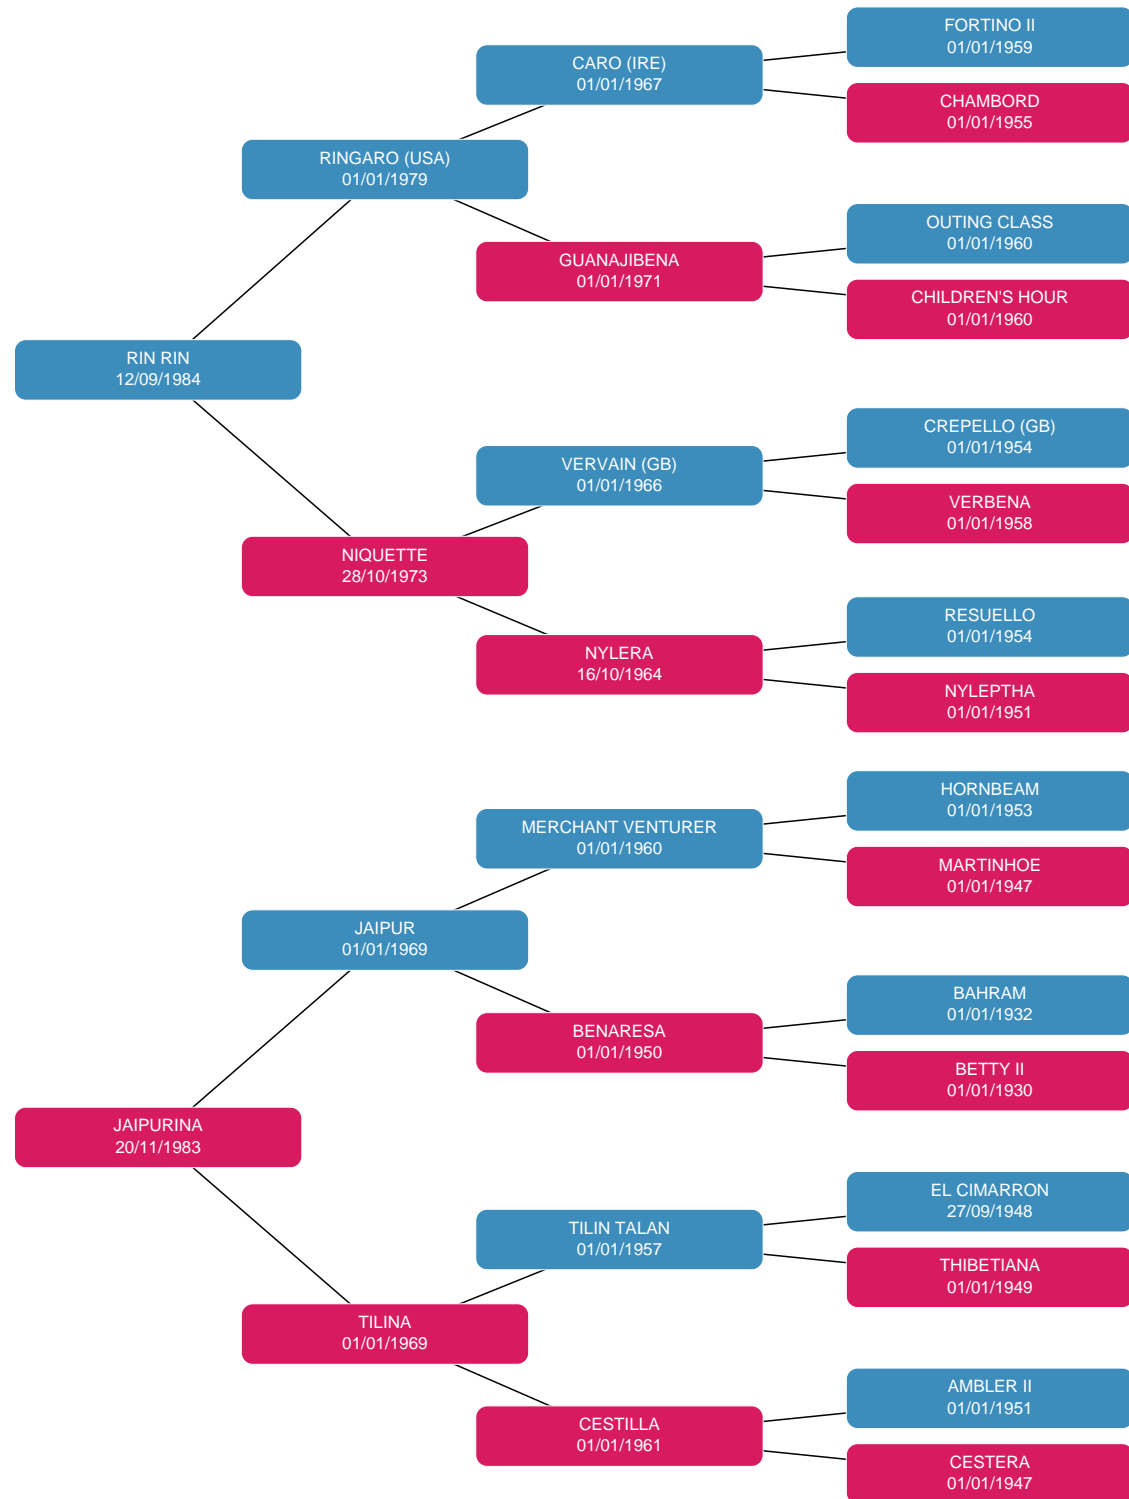 FORTINO II
01/01/1959
CARO (IRE)
01/01/1967
CHAMBORD
01/01/1955
RINGARO (USA)
01/01/1979
OUTING CLASS
01/01/1960
GUANAJIBENA
01/01/1971
CHILDREN'S HOUR
01/01/1960
RIN RIN
12/09/1984
CREPELLO (GB)
01/01/1954
VERVAIN (GB)
01/01/1966
VERBENA
01/01/1958
NIQUETTE
28/10/1973
RESUELLO
01/01/1954
NYLERA
16/10/1964
NYLEPTHA
01/01/1951
HORNBEAM
01/01/1953
MERCHANT VENTURER
01/01/1960
MARTINHOE
01/01/1947
JAIPUR
01/01/1969
BAHRAM
01/01/1932
BENARESA
01/01/1950
BETTY II
01/01/1930
JAIPURINA
20/11/1983
EL CIMARRON
27/09/1948
TILIN TALAN
01/01/1957
THIBETIANA
01/01/1949
TILINA
01/01/1969
AMBLER II
01/01/1951
CESTILLA
01/01/1961
CESTERA
01/01/1947